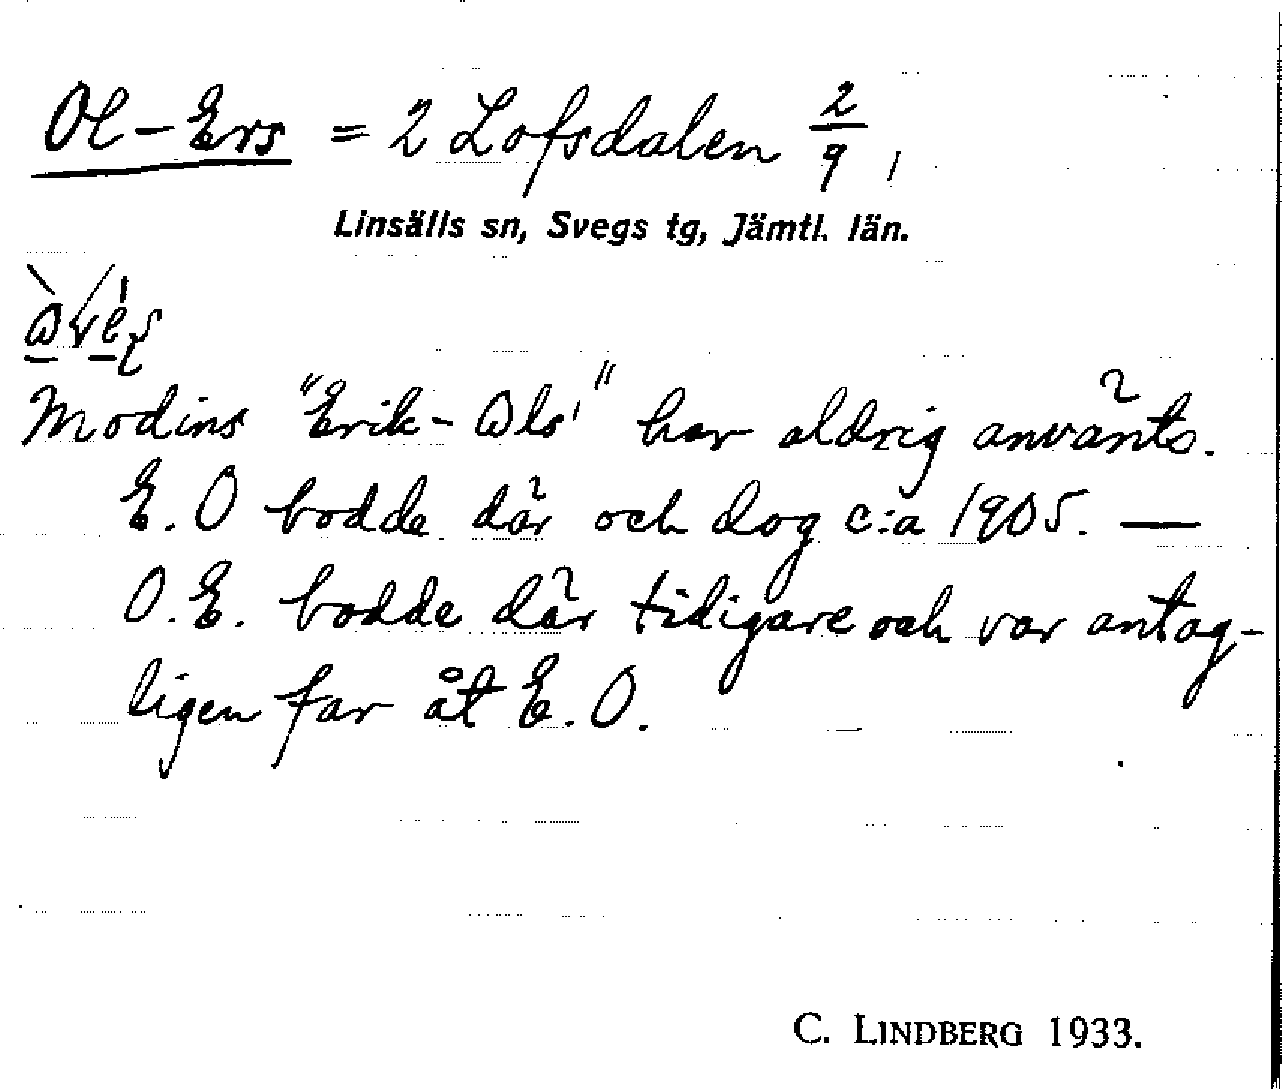 Ol-Ers = 2 Lofsdalen 2/9,
Linsälls sn, Svegs tg, Jämtl. län.
Modins "Erik-Ols'" har aldrig använts.
E. O bodde där och dog c:a 1905. —
O. E. bodde där tidigare och var antag-
ligen far åt E. O.
C. LINDBERG 1933.